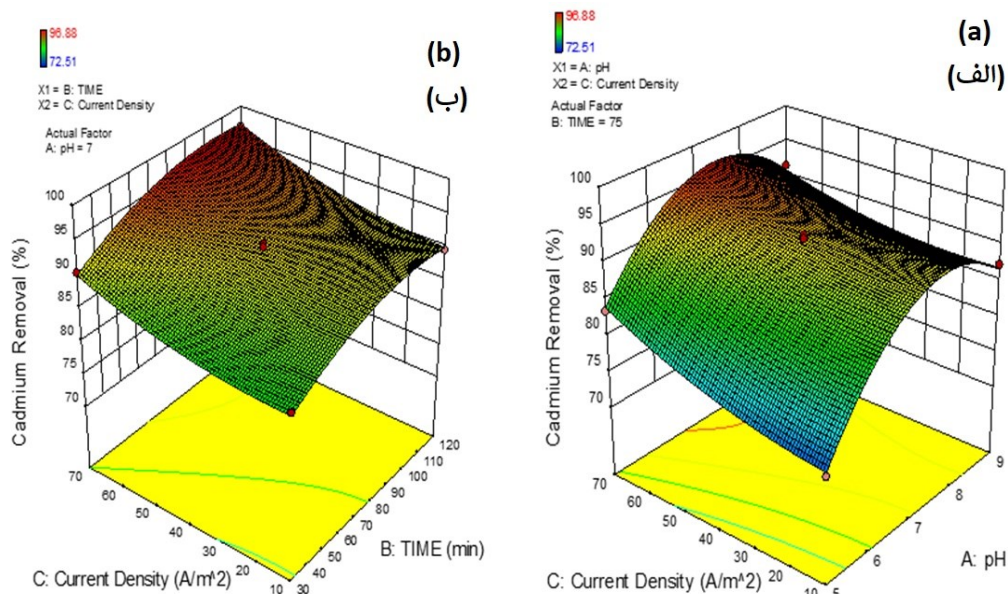 96.88
72.51
X1 = B: TIME
X2 = C: Current Density
Actual Factor
A: pH = 7
(b)
(ب)
100
95
90
85
80
75
70
Cadmium Removal (%)
70
60
50
40
30
20
10
C: Current Density (A/m^2)
30
40
50
60
70
80
90
100
110
120
B: TIME (min)
96.88
72.51
X1 = A: pH
X2 = C: Current Density
Actual Factor
B: TIME = 75
(a)
(الف)
100
95
90
85
80
75
70
Cadmium Removal (%)
70
60
50
40
30
20
10
C: Current Density (A/m^2)
5
6
7
8
9
A: pH